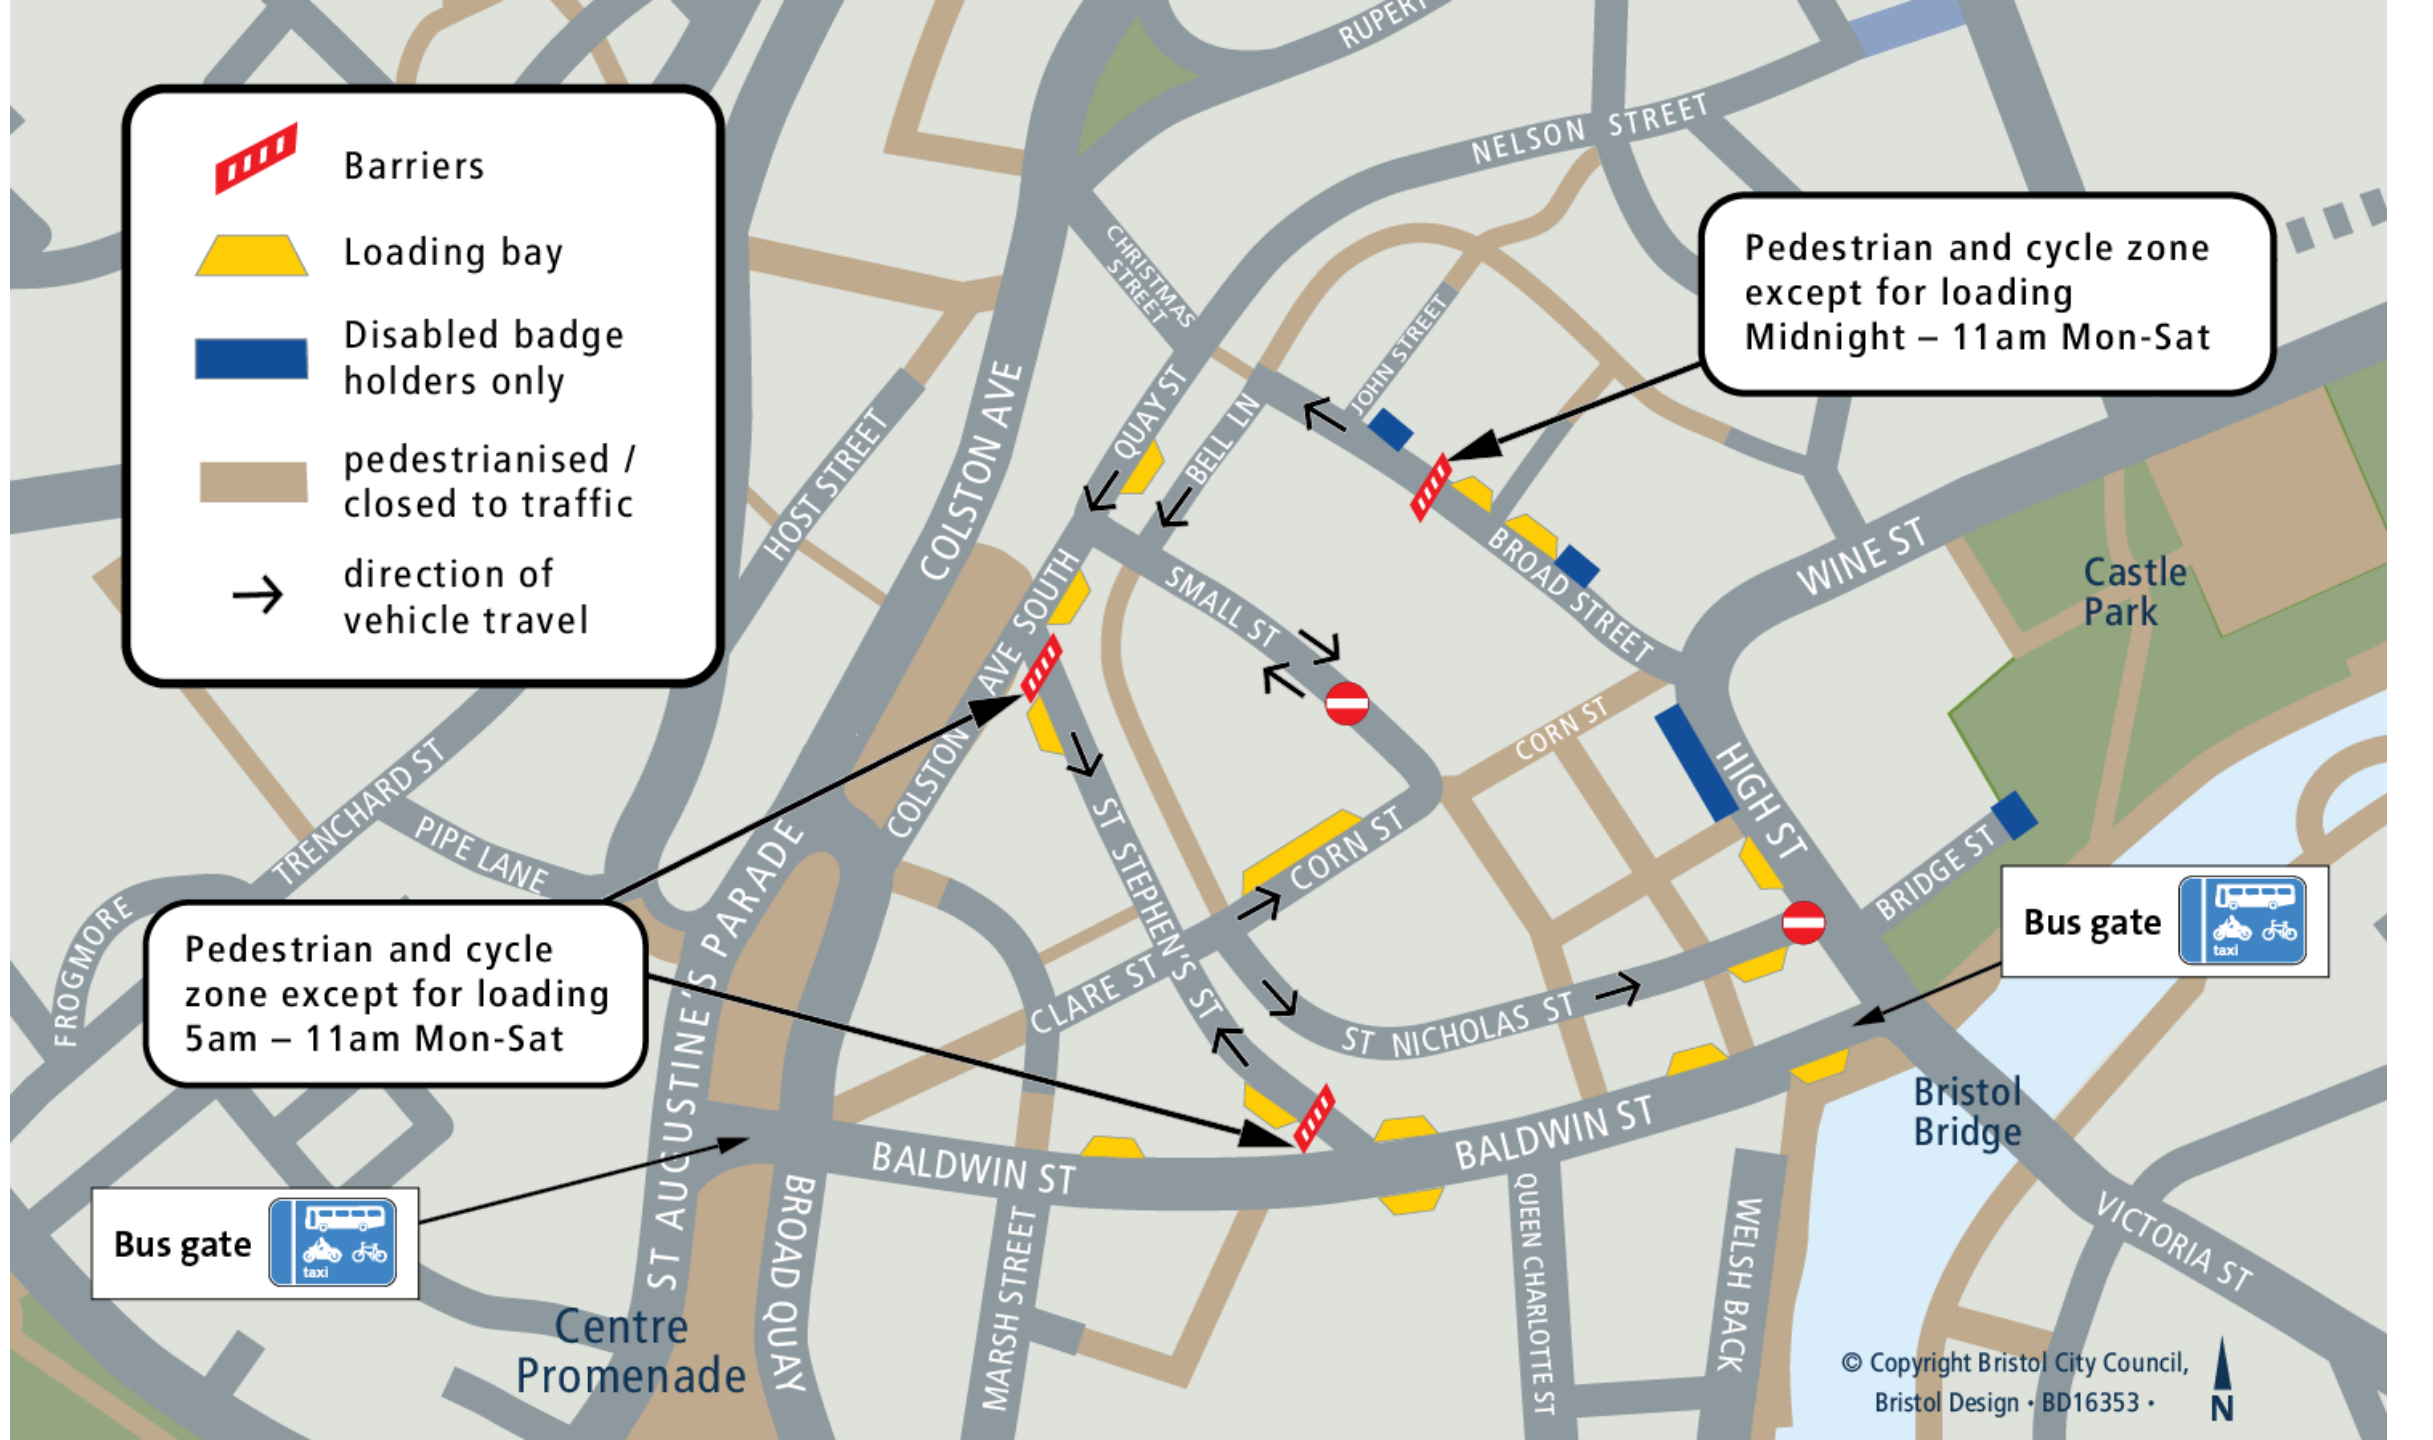 Barriers
Loading bay
Disabled badge
holders only
pedestrianised /
closed to traffic
direction of
vehicle travel
RUPERT
NELSON STREET
Pedestrian and cycle zone
except for loading
Midnight – 11am Mon-Sat
CHRISTMAS
STREET
JOHN STREET
QUAY ST
BELL LN
HOST STREET
COLSTON AVE
BROAD STREET
WINE ST
Castle
Park
SMALL ST
COLSTON AVE SOUTH
CORN ST
HIGH ST
TRENCHARD ST
PIPE LANE
ST STEPHEN'S ST
CORN ST
BRIDGE ST
FROGMORE
ST AUGUSTINE'S PARADE
Bus gate
taxi
Pedestrian and cycle
zone except for loading
5am – 11am Mon-Sat
CLARE ST
ST NICHOLAS ST
Bristol
Bridge
BALDWIN ST
BALDWIN ST
Bus gate
taxi
BROAD QUAY
MARSH STREET
QUEEN CHARLOTTE ST
WELSH BACK
VICTORIA ST
Centre
Promenade
© Copyright Bristol City Council,
Bristol Design • BD16353 •
N